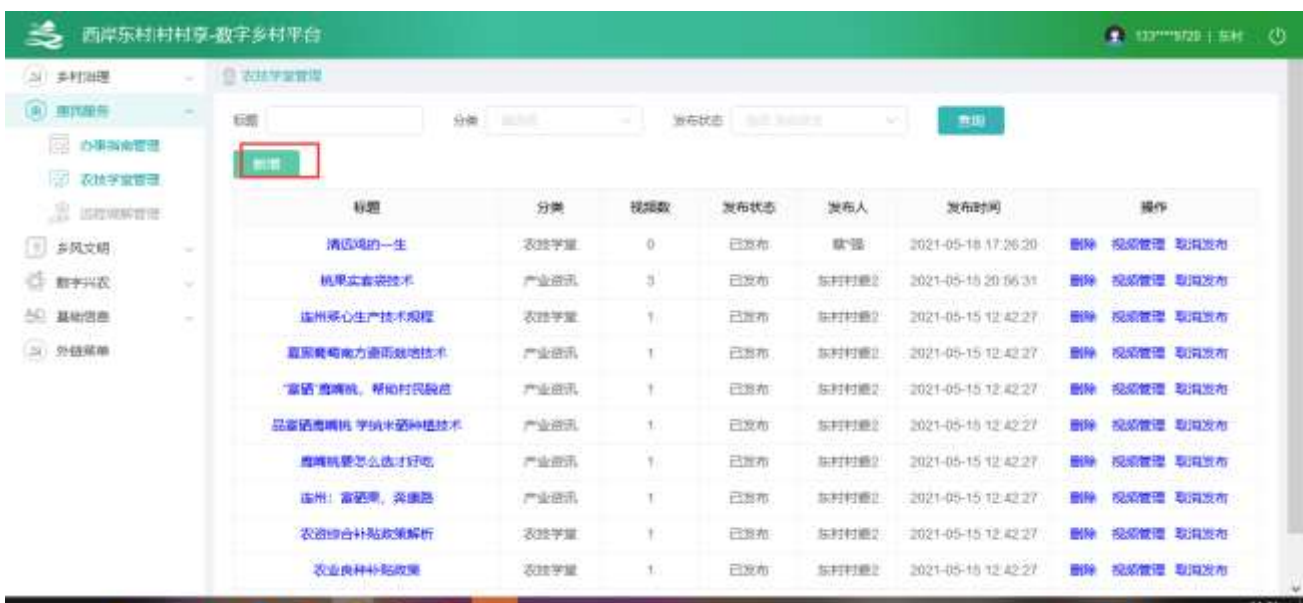 西岸东村|村村享-数字乡村平台
133****9729 | 东村
乡村治理
农技学堂管理
惠民服务
标题 分类 发布状态 查询
办事指南管理
新增
农技学堂管理
标题 分类 视频数 发布状态 发布人 发布时间 操作
乡风文明
清远鸡的一生 农技学堂 0 已发布 2021-05-18 17:26:20 删除 视频管理 取消发布
数字兴农
桃果实套袋技术 产业资讯 3 已发布 2021-05-15 20:56:31 删除 视频管理 取消发布
基础信息
连州菜心生产技术规程 农技学堂 1 已发布 2021-05-15 12:42:27 删除 视频管理 取消发布
外链菜单
夏黑葡萄南方避雨栽培技术 产业资讯 1 已发布 2021-05-15 12:42:27 删除 视频管理 取消发布
“富硒”鹰嘴桃，帮助村民脱贫 产业资讯 1 已发布 2021-05-15 12:42:27 删除 视频管理 取消发布
品富硒鹰嘴桃 学纳米硒种植技术 产业资讯 1 已发布 2021-05-15 12:42:27 删除 视频管理 取消发布
鹰嘴桃要怎么选才好吃 产业资讯 1 已发布 2021-05-15 12:42:27 删除 视频管理 取消发布
连州：富硒果，奔康路 产业资讯 1 已发布 2021-05-15 12:42:27 删除 视频管理 取消发布
农资综合补贴政策解析 农技学堂 1 已发布 2021-05-15 12:42:27 删除 视频管理 取消发布
农业良种补贴政策 农技学堂 1 已发布 2021-05-15 12:42:27 删除 视频管理 取消发布